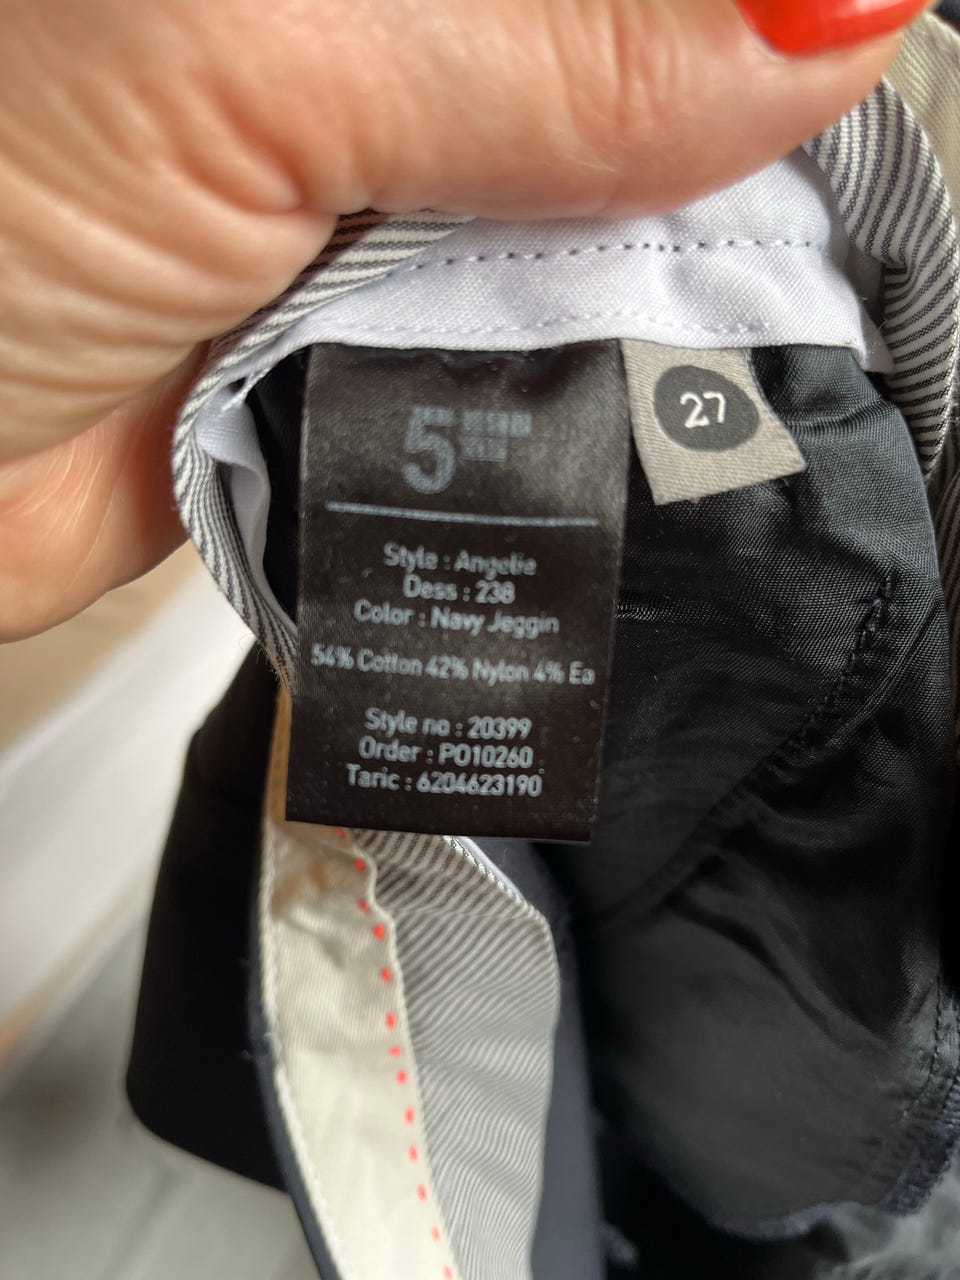 5
27
Style : Angelie
Dess : 238
Color : Navy Jeggin
54% Cotton 42% Nylon 4% Ea
Style no : 20399
Order : PO10260
Taric : 6204623190